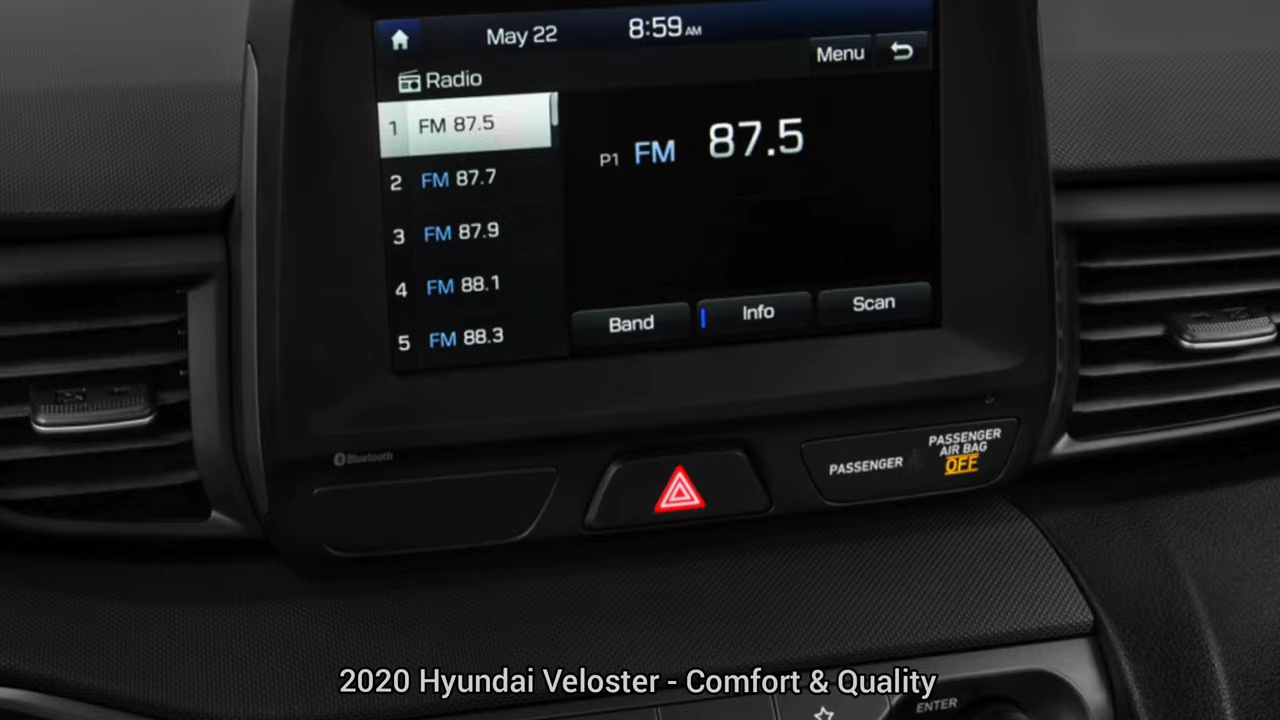 May 22
8:59 AM
Menu
Radio
1 FM 87.5
P1 FM 87.5
2 FM 87.7
3 FM 87.9
4 FM 88.1
5 FM 88.3
Band
Info
Scan
Bluetooth
PASSENGER
PASSENGER
AIR BAG
OFF
2020 Hyundai Veloster - Comfort & Quality
ENTER